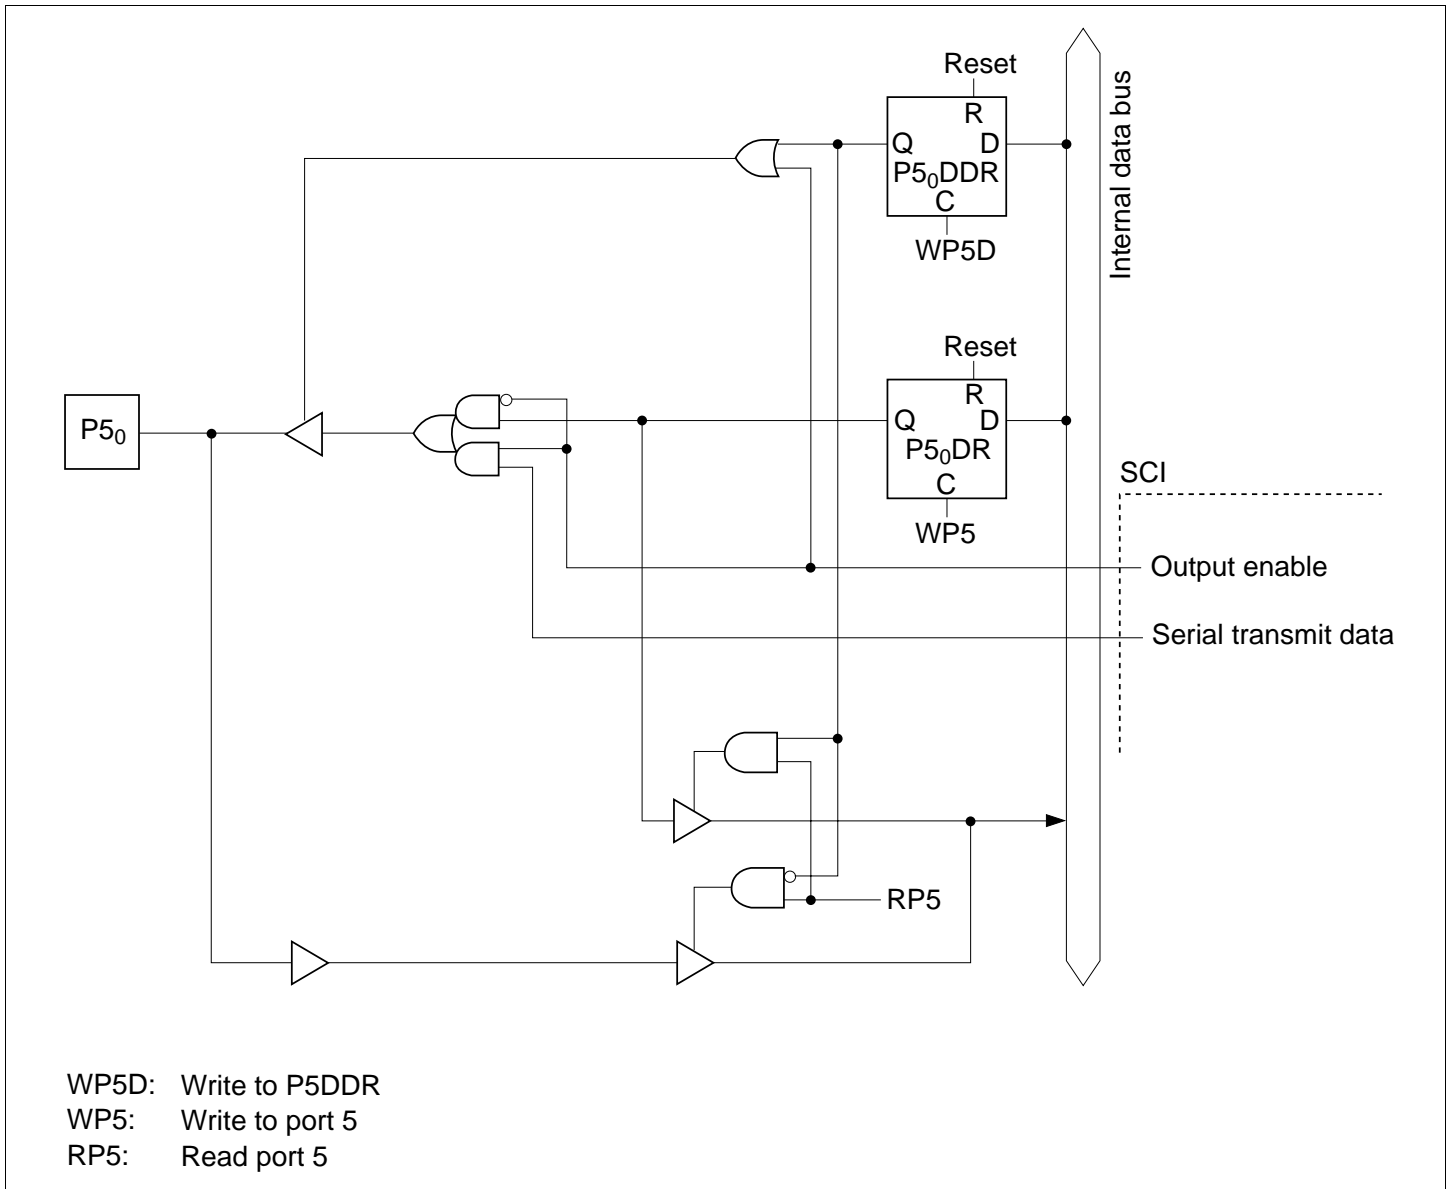 Reset
R
Q D
P5₀DDR
C
WP5D
Internal data bus
Reset
R
Q D
P5₀DR
C
WP5
P5₀
SCI
Output enable
Serial transmit data
RP5
WP5D: Write to P5DDR
WP5: Write to port 5
RP5: Read port 5